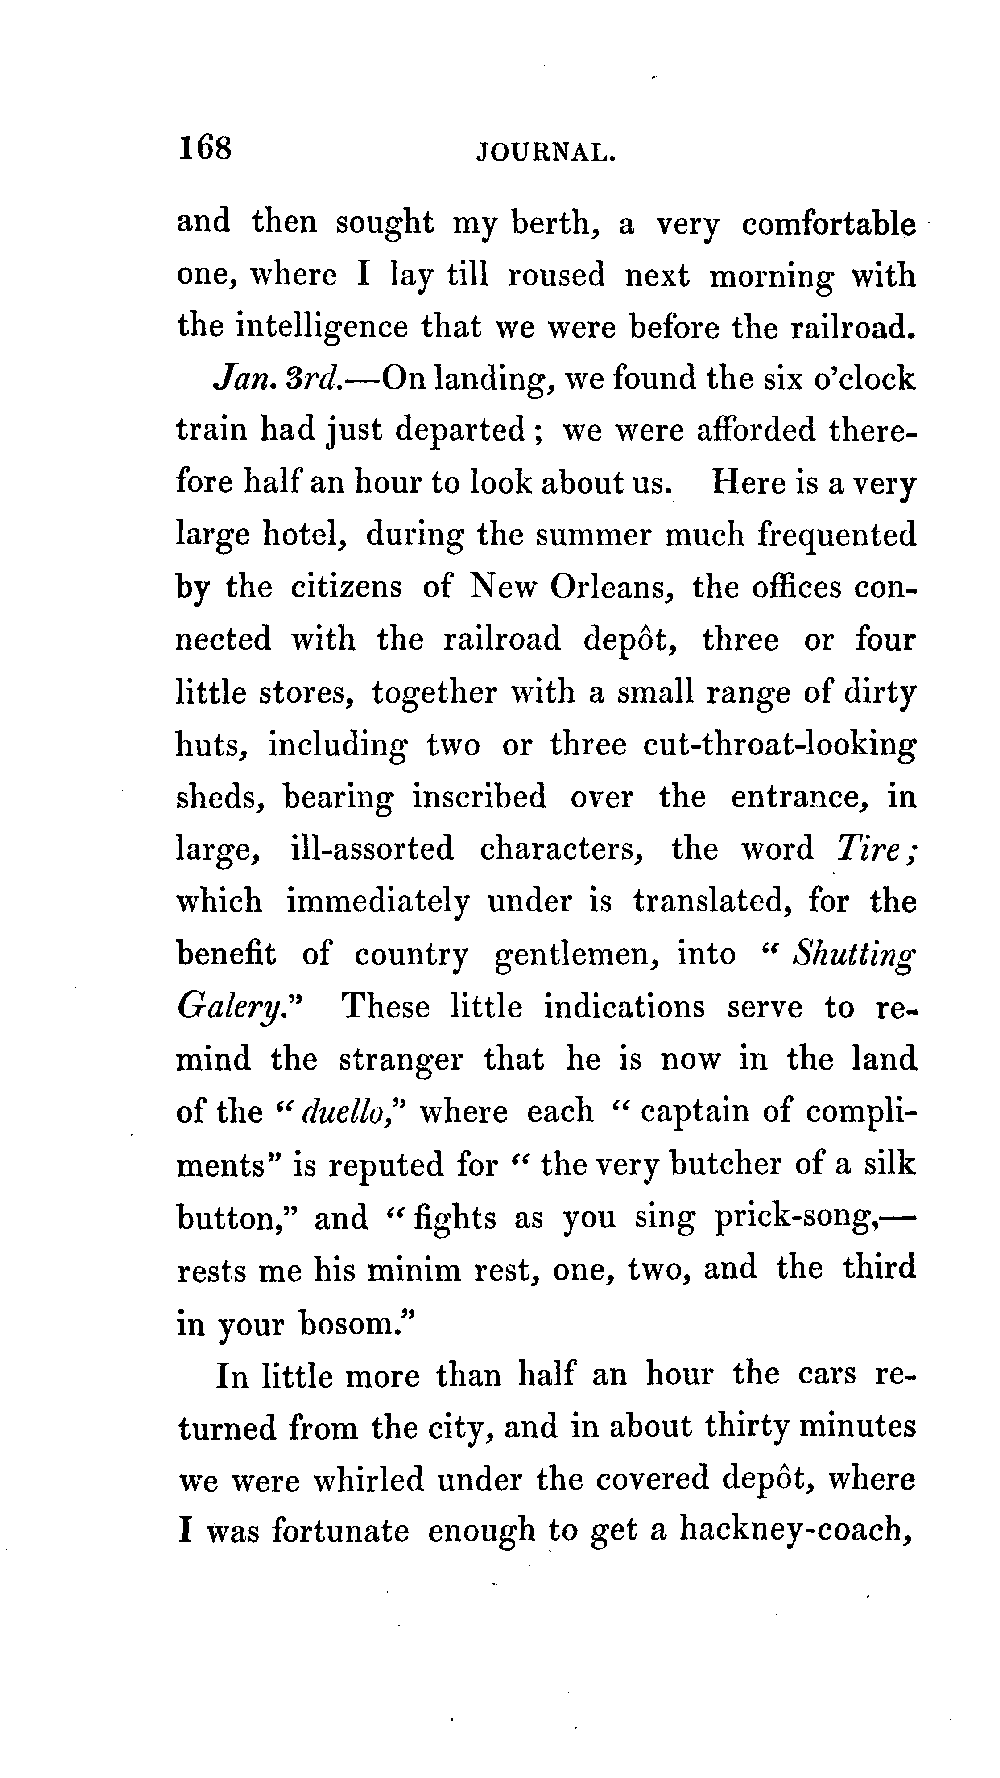 168 JOURNAL.
and then sought my berth, a very comfortable
one, where I lay till roused next morning with
the intelligence that we were before the railroad.
Jan. 3rd.—On landing, we found the six o'clock
train had just departed ; we were afforded there-
fore half an hour to look about us. Here is a very
large hotel, during the summer much frequented
by the citizens of New Orleans, the offices con-
nected with the railroad depôt, three or four
little stores, together with a small range of dirty
huts, including two or three cut-throat-looking
sheds, bearing inscribed over the entrance, in
large, ill-assorted characters, the word Tire ;
which immediately under is translated, for the
benefit of country gentlemen, into " Shutting
Galery." These little indications serve to re-
mind the stranger that he is now in the land
of the " duello," where each " captain of compli-
ments" is reputed for " the very butcher of a silk
button," and " fights as you sing prick-song,—
rests me his minim rest, one, two, and the third
in your bosom."
In little more than half an hour the cars re-
turned from the city, and in about thirty minutes
we were whirled under the covered depôt, where
I was fortunate enough to get a hackney-coach,